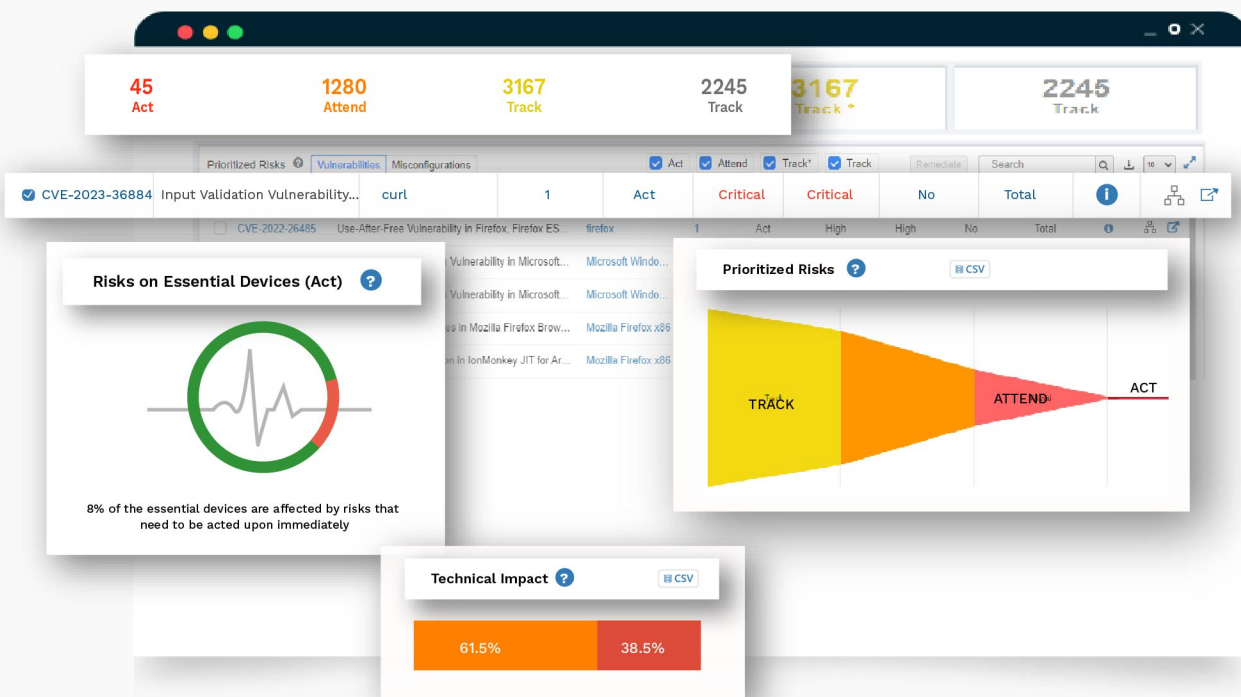 45 1280 3167 2245 3167 2245
Act Attend Track Track Track * Track
Prioritized Risks Vulnerabilities Misconfigurations Act Attend Track* Track Remediate Search 10
CVE-2023-36884 Input Validation Vulnerability... curl 1 Act Critical Critical No Total
CVE-2022-26485 Use-After-Free Vulnerability in Firefox, Firefox ES... firefox 1 Act High High No Total
Vulnerability in Microsoft... Microsoft Windo...
Vulnerability in Microsoft... Microsoft Windo...
in Mozilla Firefox Brow... Mozilla Firefox x86
in IonMonkey JIT for Ar... Mozilla Firefox x86
Risks on Essential Devices (Act) ?
8% of the essential devices are affected by risks that
need to be acted upon immediately
Prioritized Risks ? CSV
TRACK
ATTEND
ACT
Technical Impact ? CSV
61.5% 38.5%